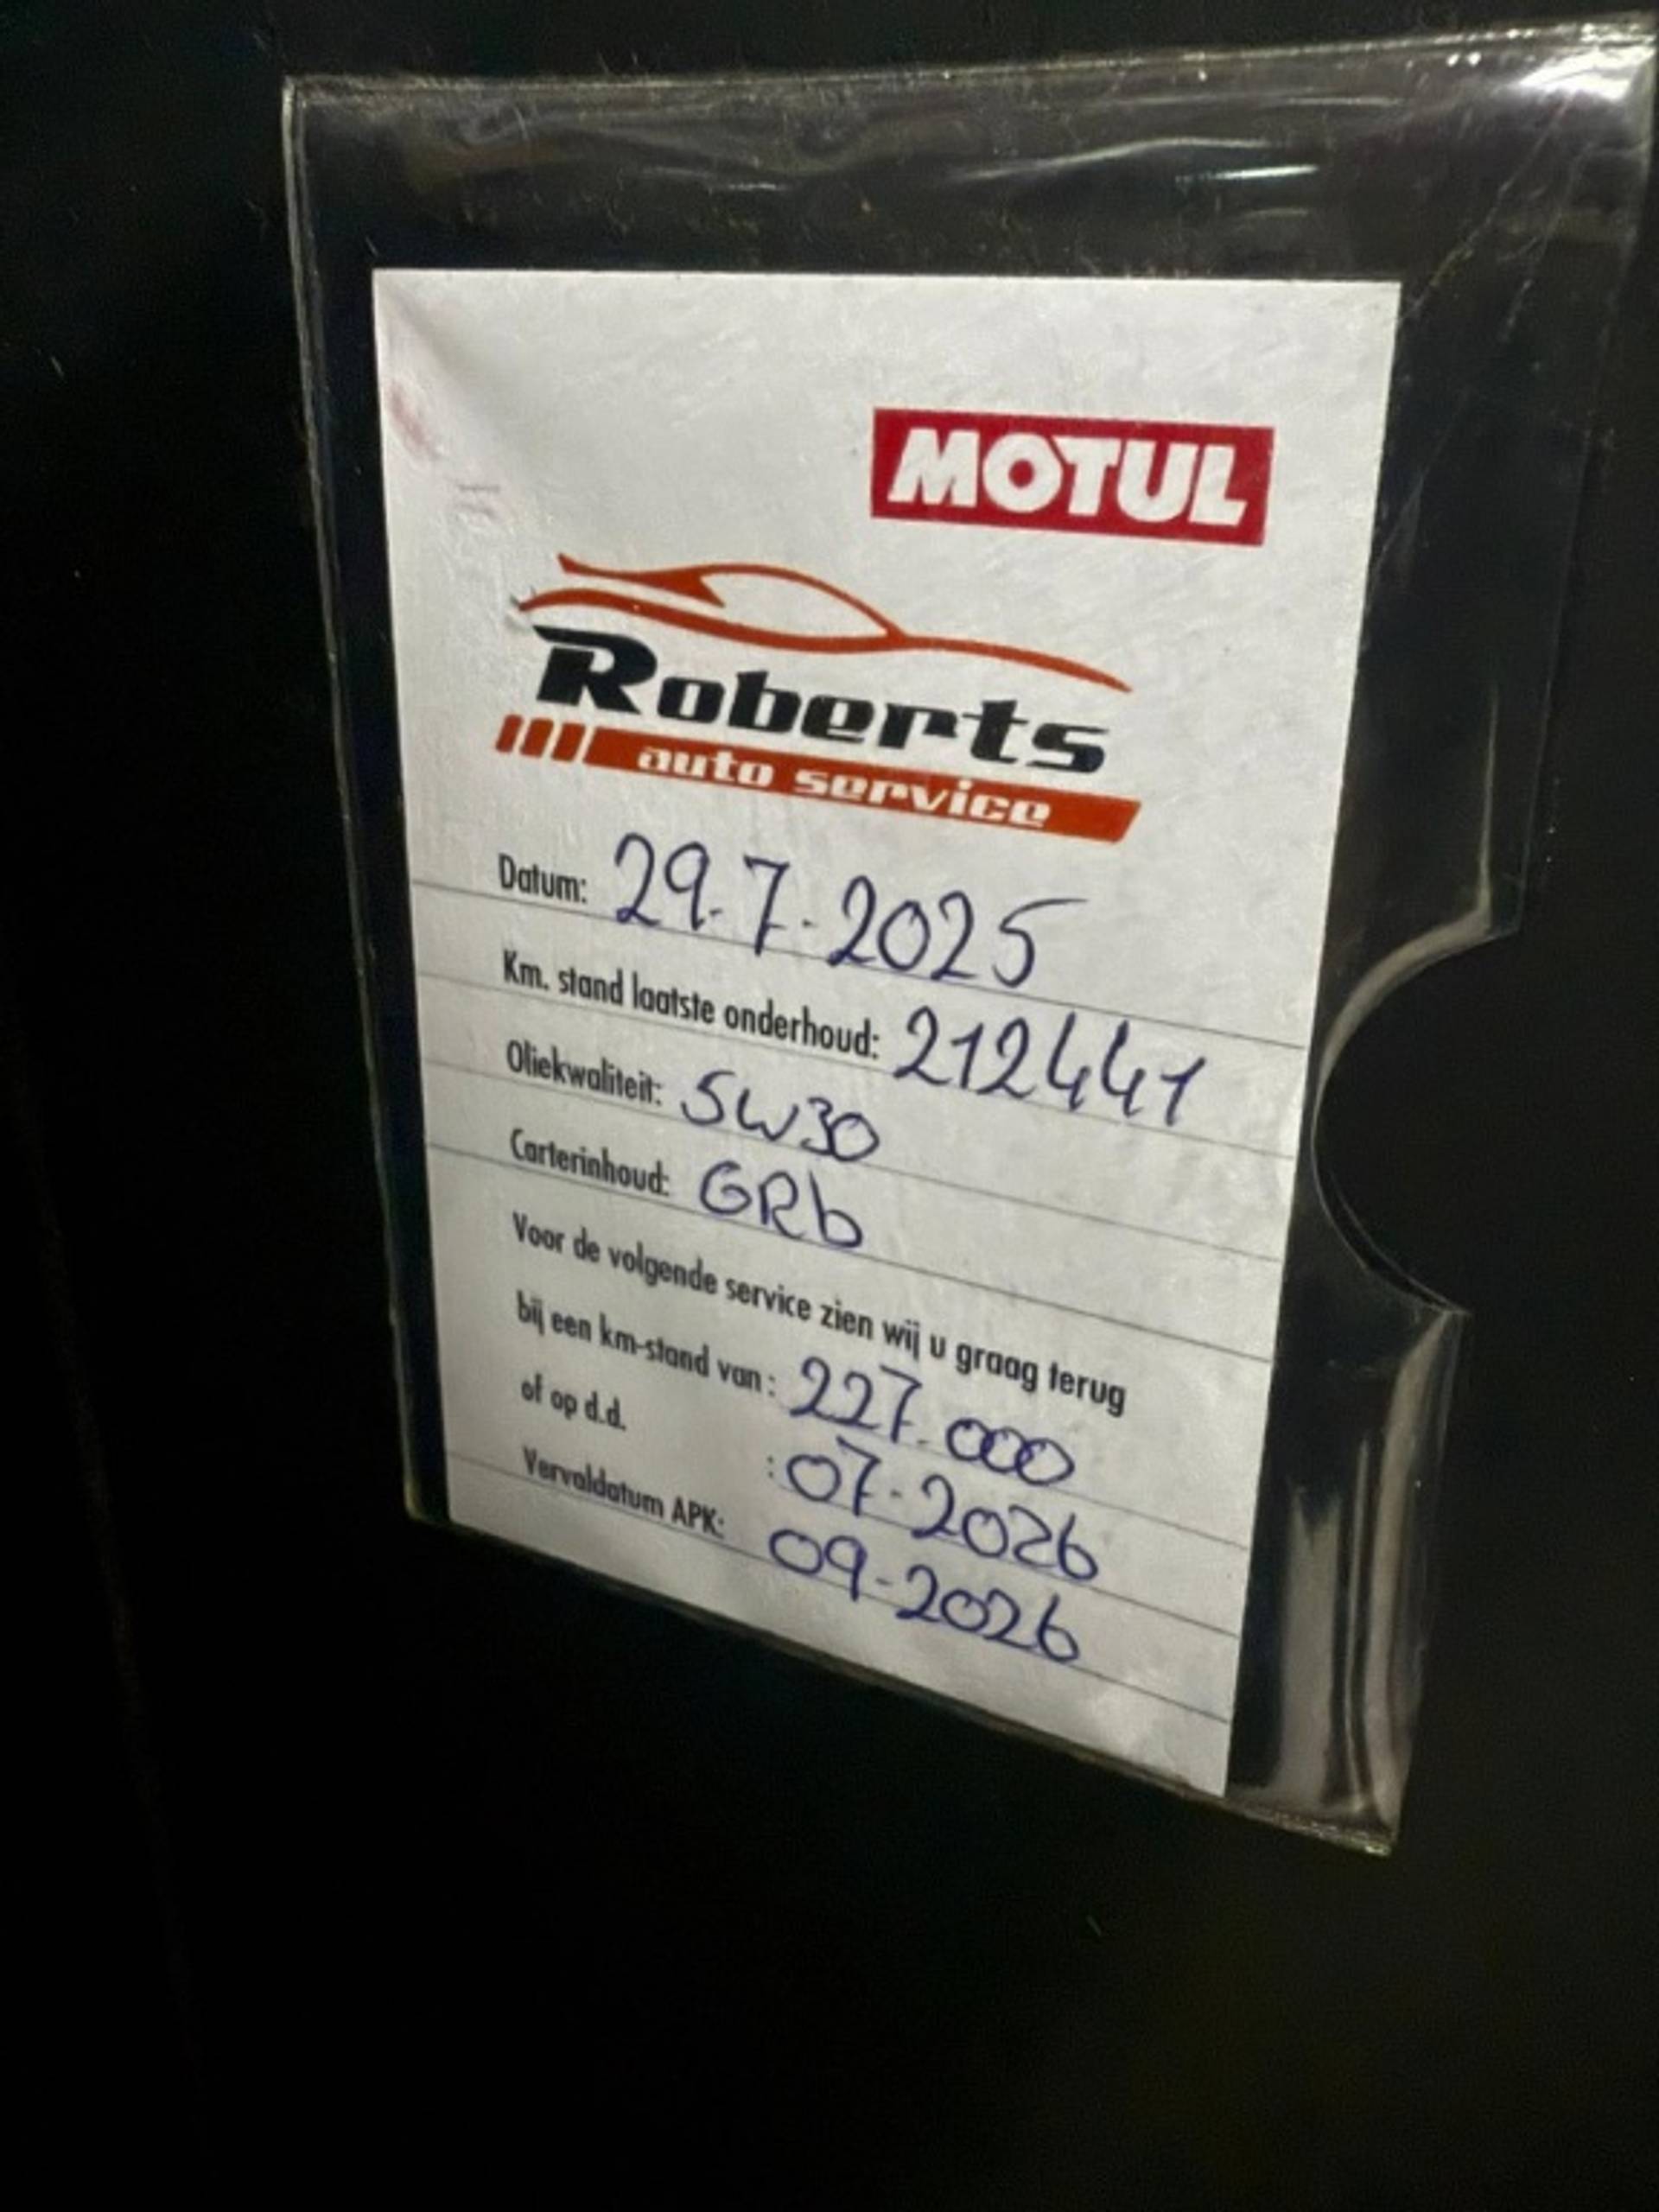 MOTUL
Roberts
auto service
Datum: 29.7.2025
Km. stand laatste onderhoud: 212441
Oliekwaliteit: 5W30
Carterinhoud: GRb
Voor de volgende service zien wij u graag terug
bij een km-stand van : 227.000
of op d.d. : 07-2026
Vervaldatum APK: 09-2026